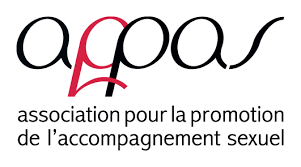 appas
association pour la promotion
de l'accompagnement sexuel